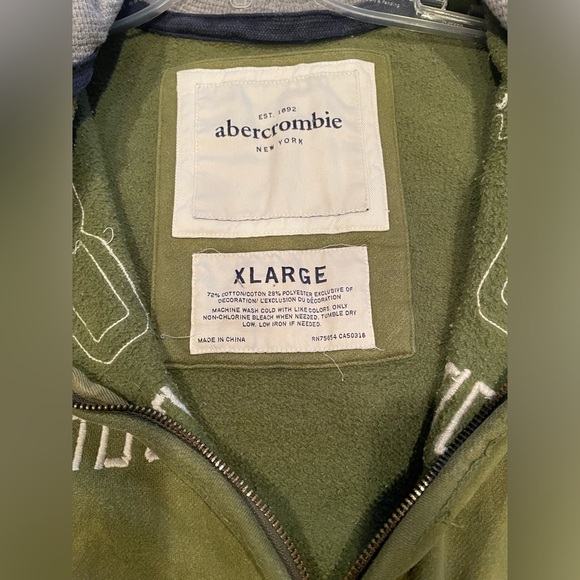 EST. 1892
abercrombie
NEW YORK
XLARGE
72% COTTON/COTON 28% POLYESTER EXCLUSIVE OF
DECORATION/ L'EXCLUSION DU DÉCORATION
MACHINE WASH COLD WITH LIKE COLORS. ONLY
NON-CHLORINE BLEACH WHEN NEEDED. TUMBLE DRY
LOW. LOW IRON IF NEEDED.
MADE IN CHINA RN75654 CA50316